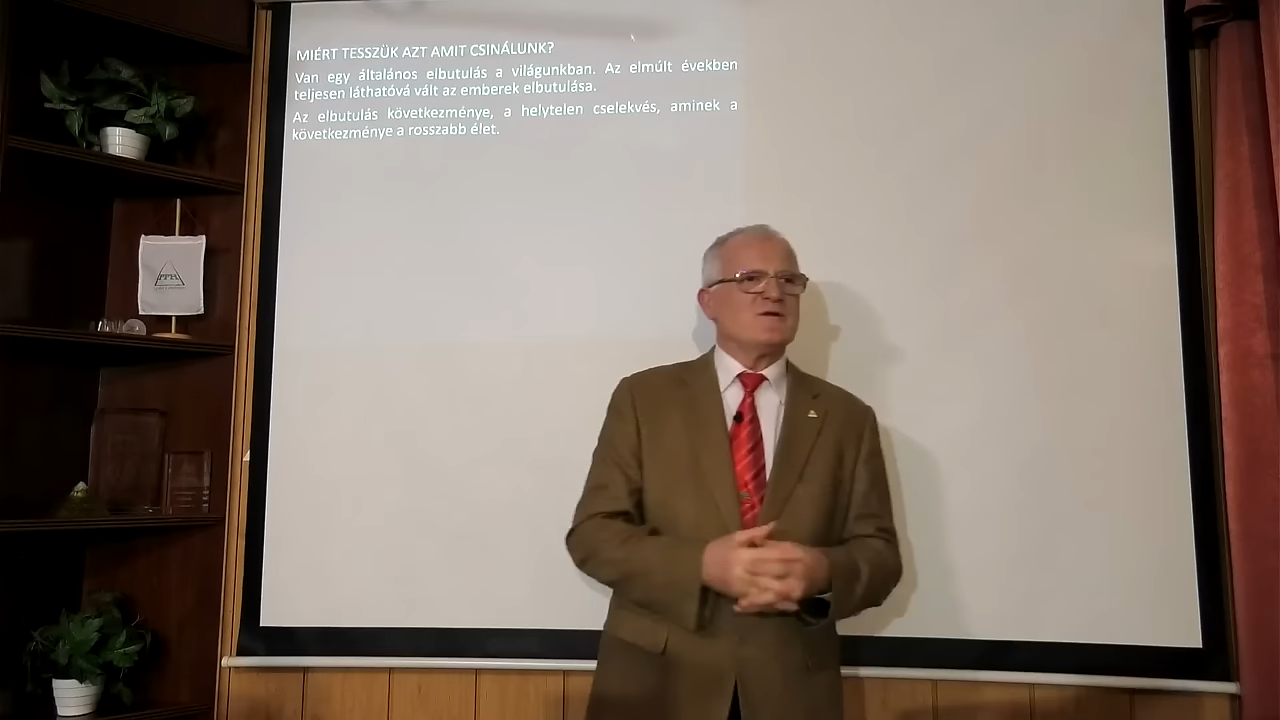 MIÉRT TESSZÜK AZT AMIT CSINÁLUNK?
Van egy általános elbutulás a világunkban. Az elmúlt években
teljesen láthatóvá vált az emberek elbutulása.
Az elbutulás következménye, a helytelen cselekvés, aminek a
következménye a rosszabb élet.